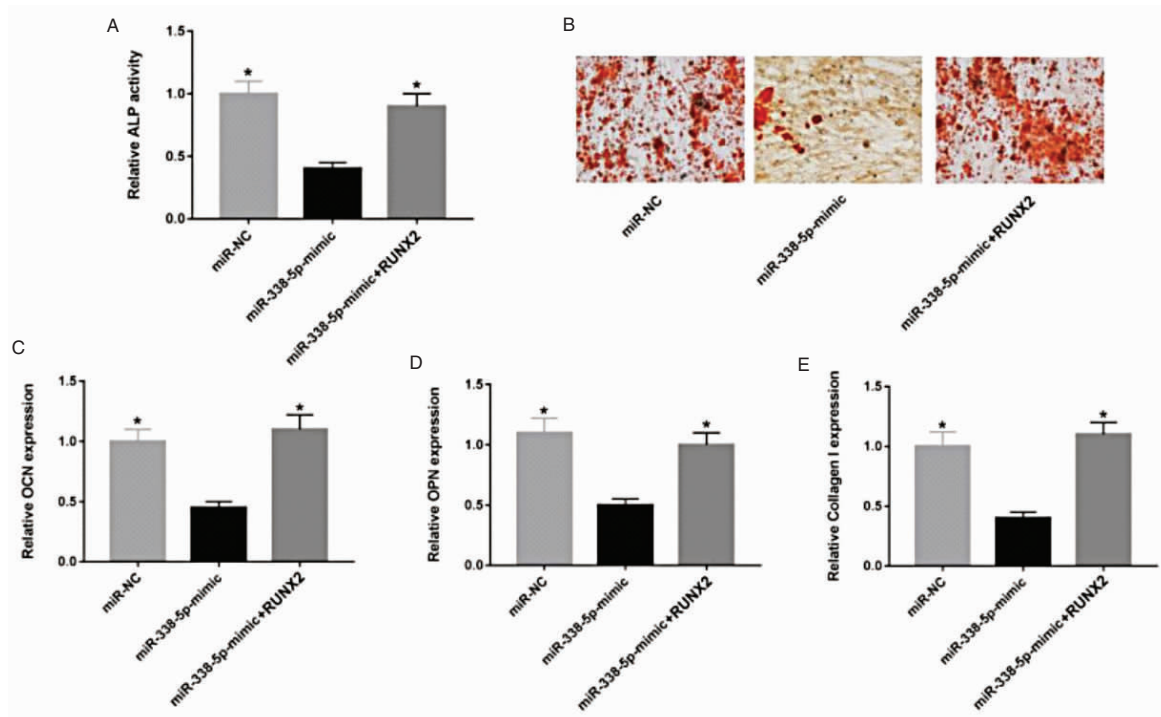 A
Relative ALP activity
1.5
1.0
0.5
0.0
*
*
miR-NC
miR-338-5p-mimic
miR-338-5p-mimic+RUNX2
B
miR-NC
miR-338-5p-mimic
miR-338-5p-mimic+RUNX2
C
Relative OCN expression
1.5
1.0
0.5
0.0
*
*
miR-NC
miR-338-5p-mimic
miR-338-5p-mimic+RUNX2
D
Relative OPN expression
1.5
1.0
0.5
0.0
*
*
miR-NC
miR-338-5p-mimic
miR-338-5p-mimic+RUNX2
E
Relative Collagen I expression
1.5
1.0
0.5
0.0
*
*
miR-NC
miR-338-5p-mimic
miR-338-5p-mimic+RUNX2